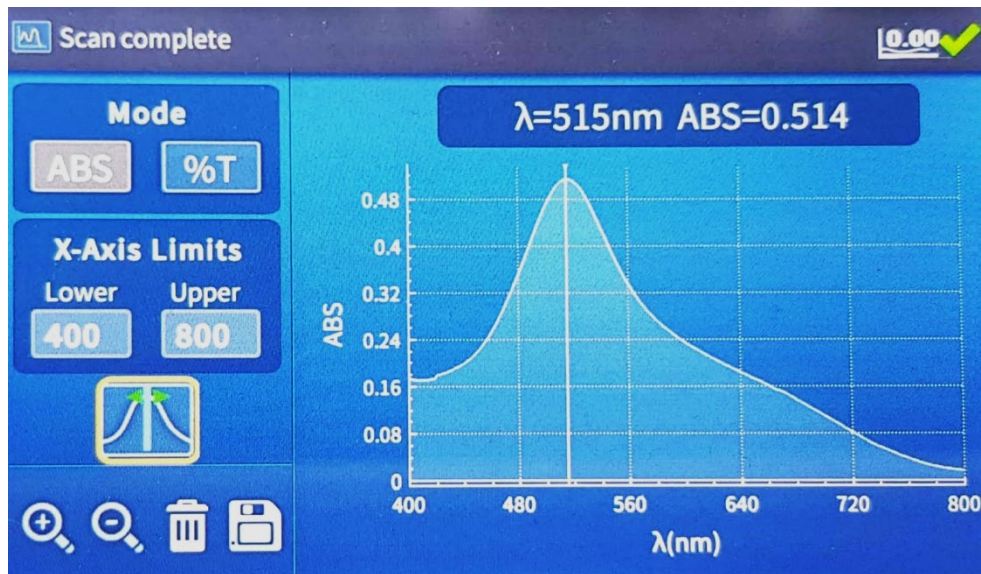 Scan complete
0.00
Mode
ABS %T
X-Axis Limits
Lower Upper
400 800
λ=515nm ABS=0.514
0.48
0.4
0.32
0.24
0.16
0.08
0
ABS
400 480 560 640 720 800
λ(nm)